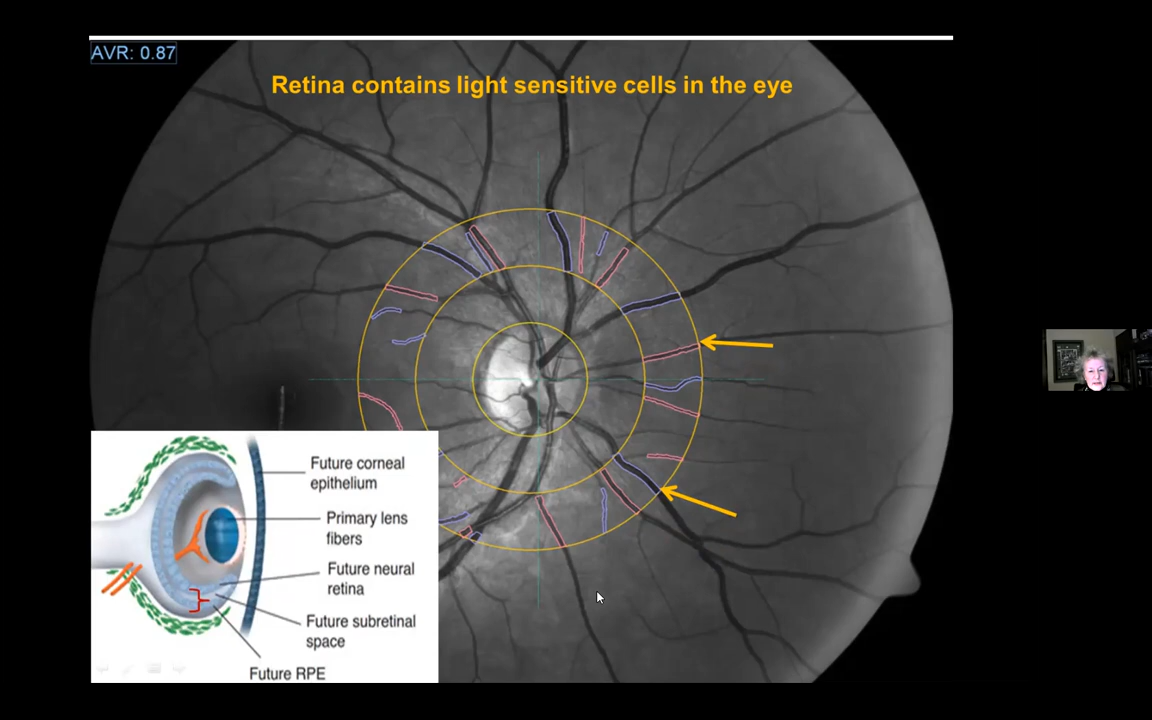 AVR: 0.87
Retina contains light sensitive cells in the eye
Future corneal
epithelium
Primary lens
fibers
Future neural
retina
Future subretinal
space
Future RPE